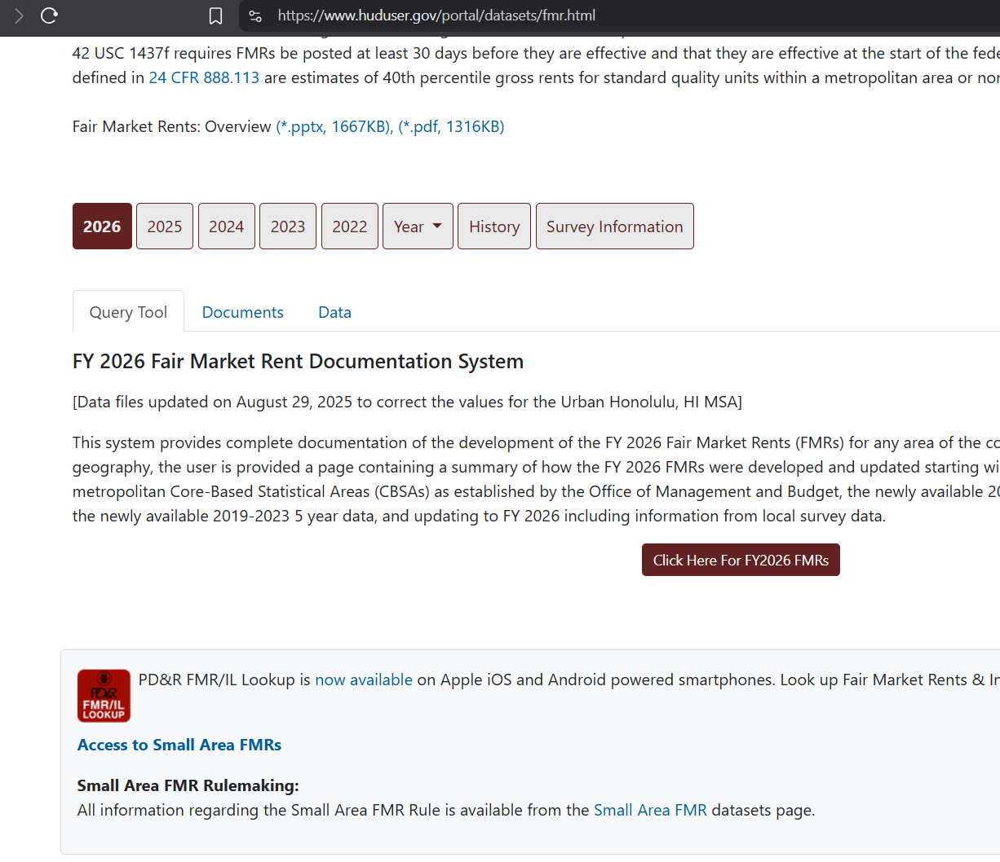 https://www.huduser.gov/portal/datasets/fmr.html
42 USC 1437f requires FMRs be posted at least 30 days before they are effective and that they are effective at the start of the fede
defined in 24 CFR 888.113 are estimates of 40th percentile gross rents for standard quality units within a metropolitan area or nor
Fair Market Rents: Overview (*.pptx, 1667KB), (*.pdf, 1316KB)
2026 2025 2024 2023 2022 Year History Survey Information
Query Tool Documents Data
FY 2026 Fair Market Rent Documentation System
[Data files updated on August 29, 2025 to correct the values for the Urban Honolulu, HI MSA]
This system provides complete documentation of the development of the FY 2026 Fair Market Rents (FMRs) for any area of the co
geography, the user is provided a page containing a summary of how the FY 2026 FMRs were developed and updated starting wi
metropolitan Core-Based Statistical Areas (CBSAs) as established by the Office of Management and Budget, the newly available 20
the newly available 2019-2023 5 year data, and updating to FY 2026 including information from local survey data.
Click Here For FY2026 FMRs
PD&R FMR/IL Lookup is now available on Apple iOS and Android powered smartphones. Look up Fair Market Rents & In
PD&R
FMR/IL
LOOKUP
Access to Small Area FMRs
Small Area FMR Rulemaking:
All information regarding the Small Area FMR Rule is available from the Small Area FMR datasets page.